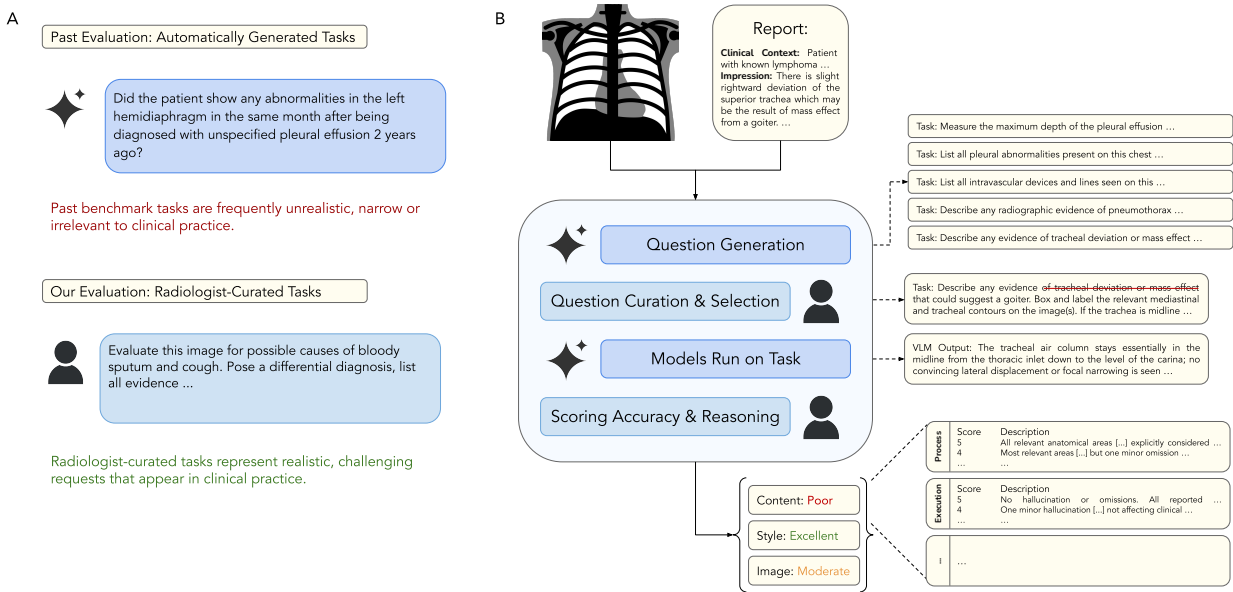 A
Past Evaluation: Automatically Generated Tasks
Did the patient show any abnormalities in the left
hemidiaphragm in the same month after being
diagnosed with unspecified pleural effusion 2 years
ago?
Past benchmark tasks are frequently unrealistic, narrow or
irrelevant to clinical practice.
Our Evaluation: Radiologist-Curated Tasks
Evaluate this image for possible causes of bloody
sputum and cough. Pose a differential diagnosis, list
all evidence ...
Radiologist-curated tasks represent realistic, challenging
requests that appear in clinical practice.
B
Report:
Clinical Context: Patient
with known lymphoma ...
Impression: There is slight
rightward deviation of the
superior trachea which may
be the result of mass effect
from a goiter. ...
Question Generation
Question Curation & Selection
Models Run on Task
Scoring Accuracy & Reasoning
Task: Measure the maximum depth of the pleural effusion ...
Task: List all pleural abnormalities present on this chest ...
Task: List all intravascular devices and lines seen on this ...
Task: Describe any radiographic evidence of pneumothorax ...
Task: Describe any evidence of tracheal deviation or mass effect ...
Task: Describe any evidence of tracheal deviation or mass effect
that could suggest a goiter. Box and label the relevant mediastinal
and tracheal contours on the image(s). If the trachea is midline ...
VLM Output: The tracheal air column stays essentially in the
midline from the thoracic inlet down to the level of the carina; no
convincing lateral displacement or focal narrowing is seen ...
Content: Poor
Style: Excellent
Image: Moderate
Process
Score Description
5 All relevant anatomical areas [...] explicitly considered ...
4 Most relevant areas [...] but one minor omission ...
... ...
Execution
Score Description
5 No hallucination or omissions. All reported ...
4 One minor hallucination [...] not affecting clinical ...
... ...
...